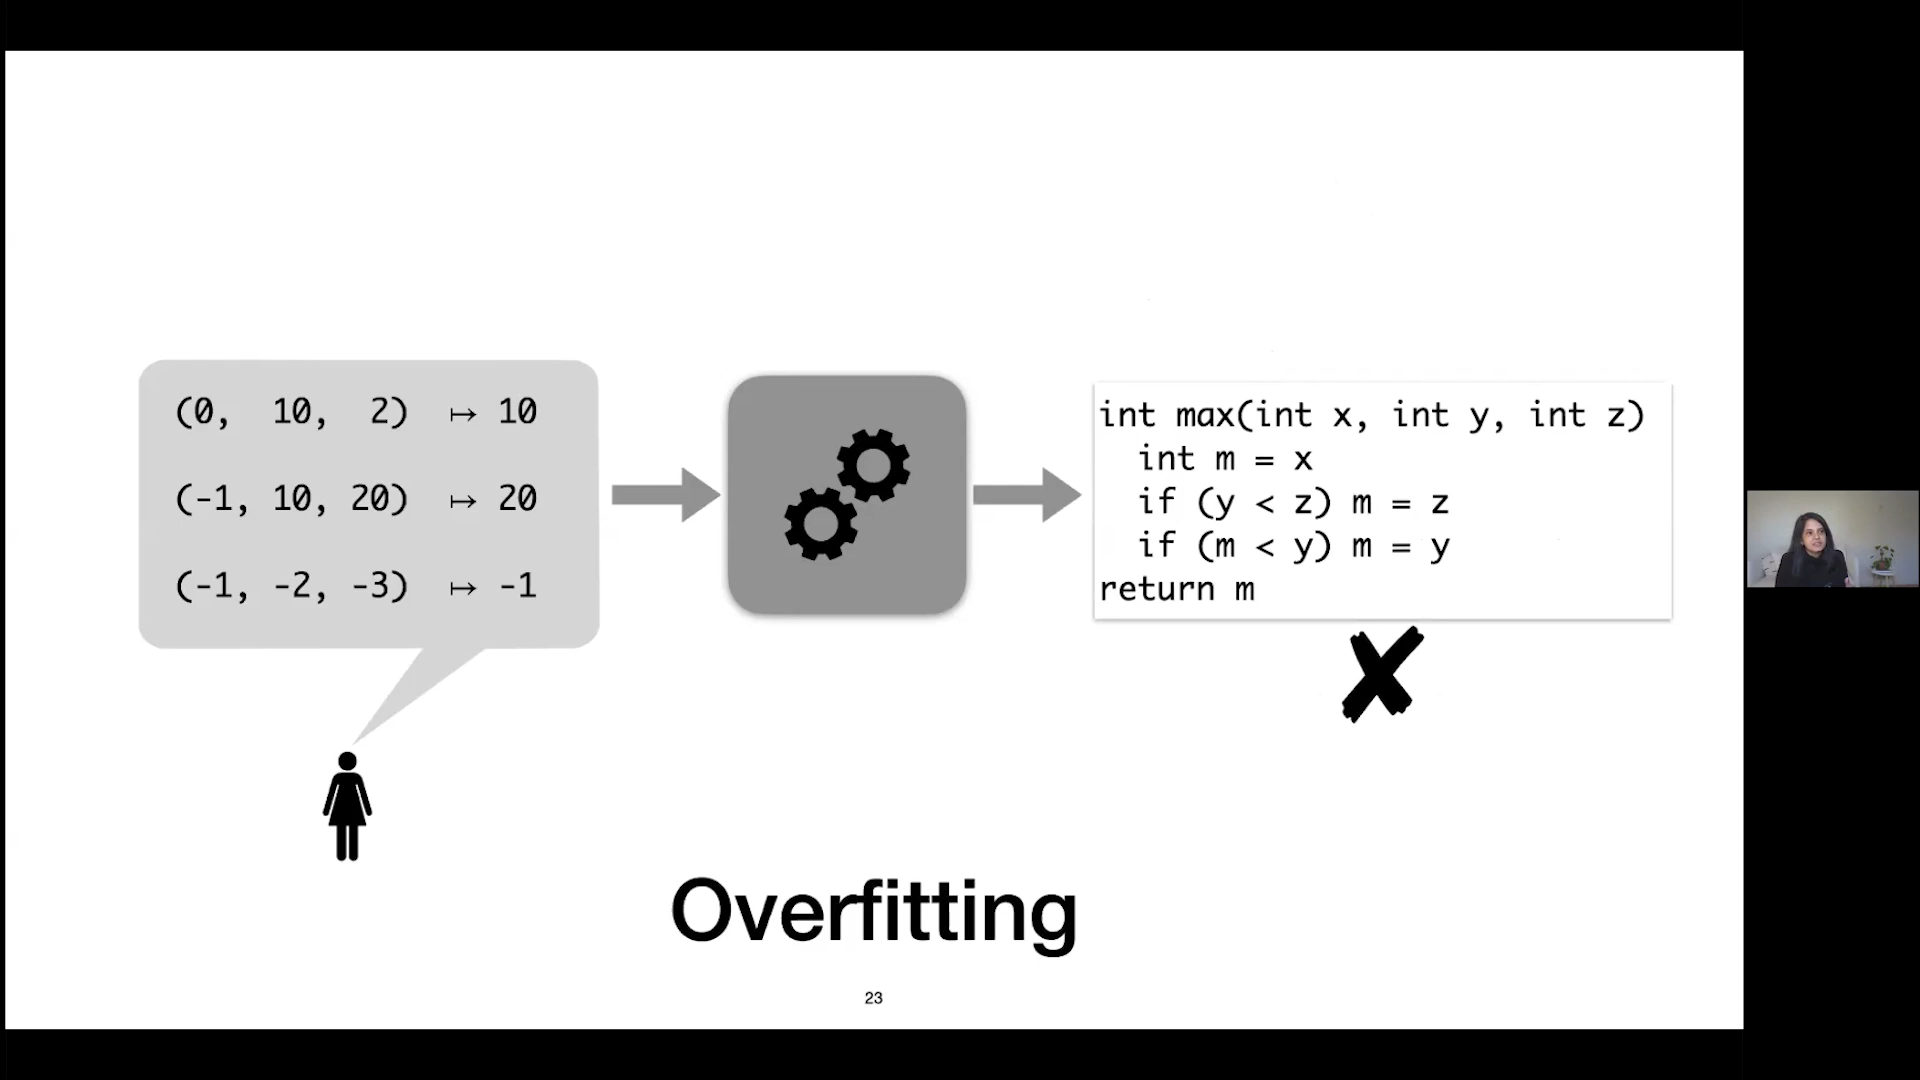 (0, 10, 2) ↦ 10
(-1, 10, 20) ↦ 20
(-1, -2, -3) ↦ -1
int max(int x, int y, int z)
int m = x
if (y < z) m = z
if (m < y) m = y
return m
Overfitting
23